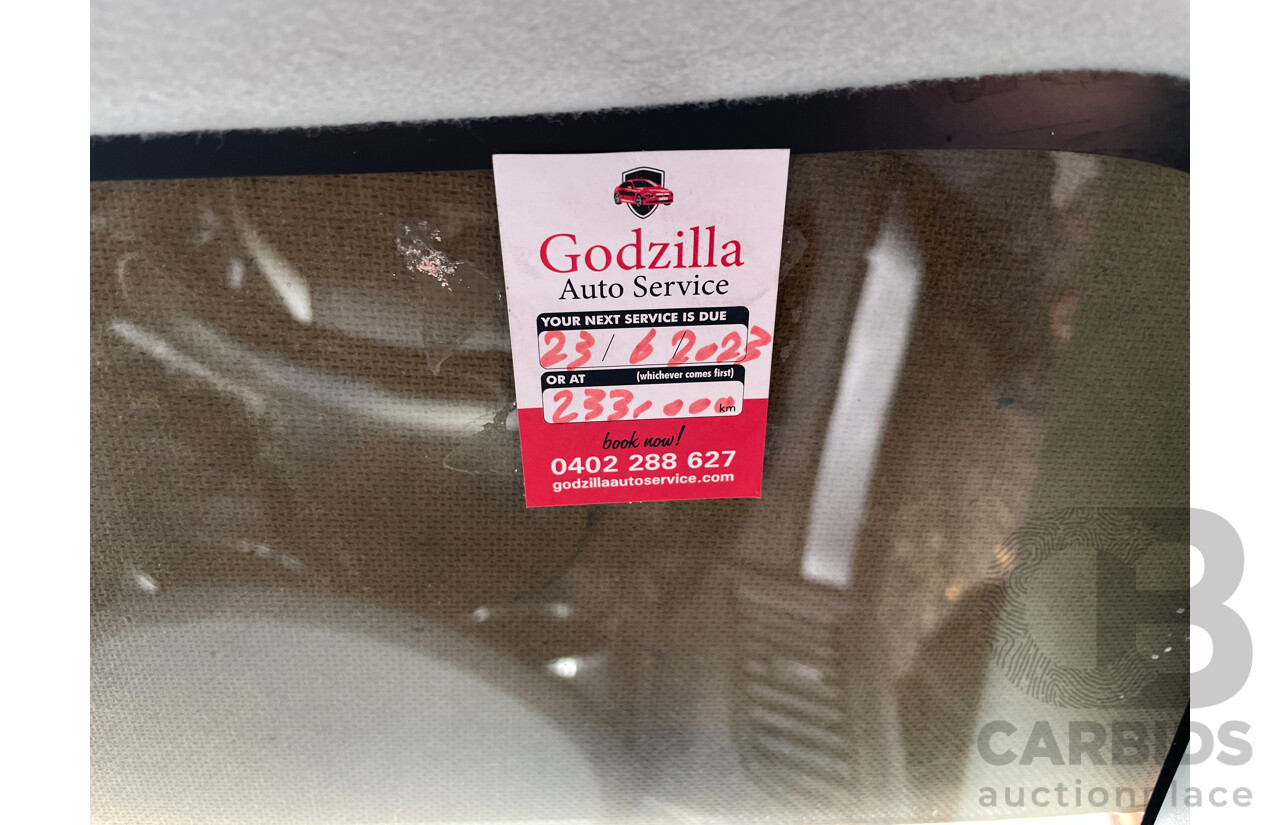 Godzilla
Auto Service
YOUR NEXT SERVICE IS DUE
23 / 6 / 2023
OR AT (whichever comes first)
233,000 km
book now!
0402 288 627
godzillaautoservice.com
CARBIDS
auctionplace